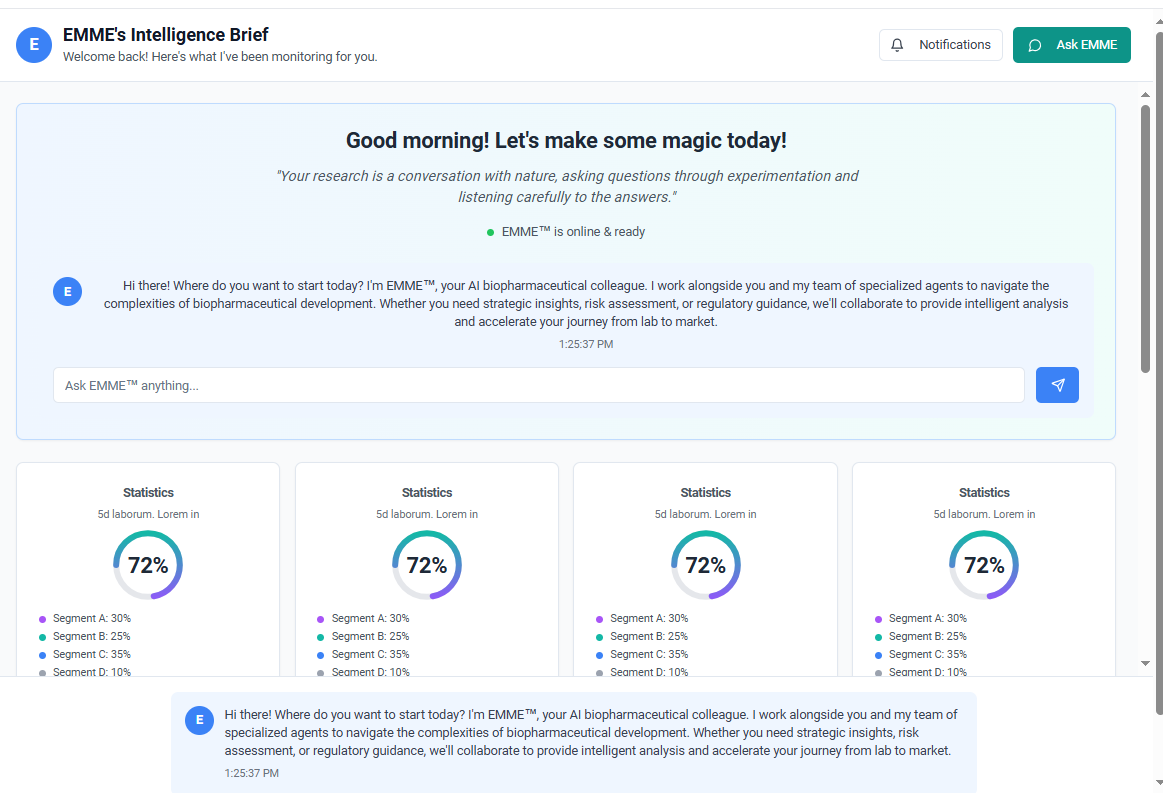 E
EMME's Intelligence Brief
Welcome back! Here's what I've been monitoring for you.
Notifications
Ask EMME
Good morning! Let's make some magic today!
"Your research is a conversation with nature, asking questions through experimentation and
listening carefully to the answers."
EMME™ is online & ready
E
Hi there! Where do you want to start today? I'm EMME™, your AI biopharmaceutical colleague. I work alongside you and my team of specialized agents to navigate the
complexities of biopharmaceutical development. Whether you need strategic insights, risk assessment, or regulatory guidance, we'll collaborate to provide intelligent analysis
and accelerate your journey from lab to market.
1:25:37 PM
Ask EMME™ anything...
Statistics
5d laborum. Lorem in
72%
Segment A: 30%
Segment B: 25%
Segment C: 35%
Segment D: 10%
Statistics
5d laborum. Lorem in
72%
Segment A: 30%
Segment B: 25%
Segment C: 35%
Segment D: 10%
Statistics
5d laborum. Lorem in
72%
Segment A: 30%
Segment B: 25%
Segment C: 35%
Segment D: 10%
Statistics
5d laborum. Lorem in
72%
Segment A: 30%
Segment B: 25%
Segment C: 35%
Segment D: 10%
E
Hi there! Where do you want to start today? I'm EMME™, your AI biopharmaceutical colleague. I work alongside you and my team of
specialized agents to navigate the complexities of biopharmaceutical development. Whether you need strategic insights, risk
assessment, or regulatory guidance, we'll collaborate to provide intelligent analysis and accelerate your journey from lab to market.
1:25:37 PM